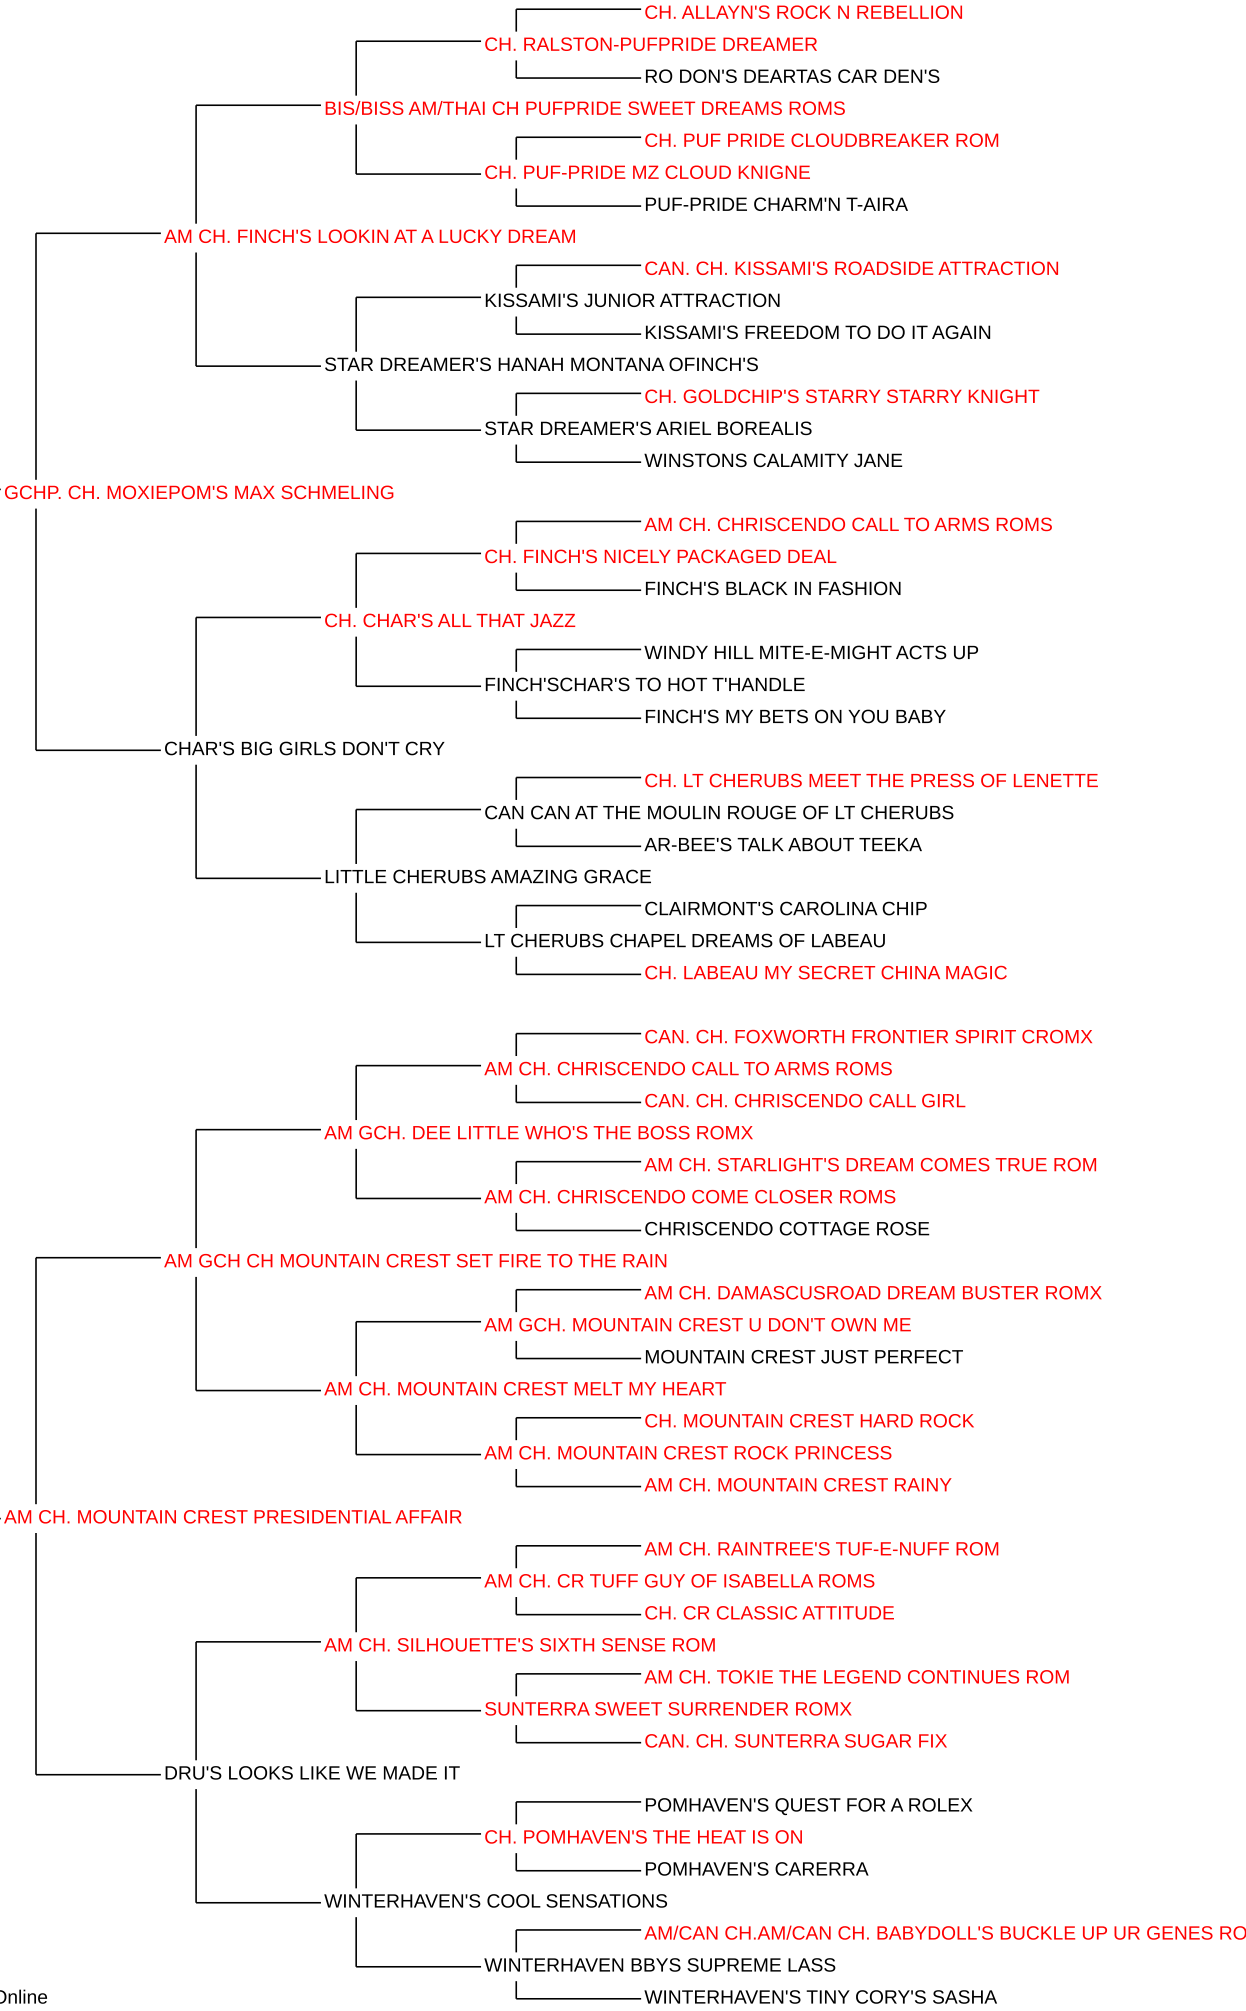 CH. ALLAYN'S ROCK N REBELLION
CH. RALSTON-PUFPRIDE DREAMER
RO DON'S DEARTAS CAR DEN'S
BIS/BISS AM/THAI CH PUFPRIDE SWEET DREAMS ROMS
CH. PUF PRIDE CLOUDBREAKER ROM
CH. PUF-PRIDE MZ CLOUD KNIGNE
PUF-PRIDE CHARM'N T-AIRA
AM CH. FINCH'S LOOKIN AT A LUCKY DREAM
CAN. CH. KISSAMI'S ROADSIDE ATTRACTION
KISSAMI'S JUNIOR ATTRACTION
KISSAMI'S FREEDOM TO DO IT AGAIN
STAR DREAMER'S HANAH MONTANA OFINCH'S
CH. GOLDCHIP'S STARRY STARRY KNIGHT
STAR DREAMER'S ARIEL BOREALIS
WINSTONS CALAMITY JANE
GCHP. CH. MOXIEPOM'S MAX SCHMELING
AM CH. CHRISCENDO CALL TO ARMS ROMS
CH. FINCH'S NICELY PACKAGED DEAL
FINCH'S BLACK IN FASHION
CH. CHAR'S ALL THAT JAZZ
WINDY HILL MITE-E-MIGHT ACTS UP
FINCH'SCHAR'S TO HOT T'HANDLE
FINCH'S MY BETS ON YOU BABY
CHAR'S BIG GIRLS DON'T CRY
CH. LT CHERUBS MEET THE PRESS OF LENETTE
CAN CAN AT THE MOULIN ROUGE OF LT CHERUBS
AR-BEE'S TALK ABOUT TEEKA
LITTLE CHERUBS AMAZING GRACE
CLAIRMONT'S CAROLINA CHIP
LT CHERUBS CHAPEL DREAMS OF LABEAU
CH. LABEAU MY SECRET CHINA MAGIC
CAN. CH. FOXWORTH FRONTIER SPIRIT CROMX
AM CH. CHRISCENDO CALL TO ARMS ROMS
CAN. CH. CHRISCENDO CALL GIRL
AM GCH. DEE LITTLE WHO'S THE BOSS ROMX
AM CH. STARLIGHT'S DREAM COMES TRUE ROM
AM CH. CHRISCENDO COME CLOSER ROMS
CHRISCENDO COTTAGE ROSE
AM GCH CH MOUNTAIN CREST SET FIRE TO THE RAIN
AM CH. DAMASCUSROAD DREAM BUSTER ROMX
AM GCH. MOUNTAIN CREST U DON'T OWN ME
MOUNTAIN CREST JUST PERFECT
AM CH. MOUNTAIN CREST MELT MY HEART
CH. MOUNTAIN CREST HARD ROCK
AM CH. MOUNTAIN CREST ROCK PRINCESS
AM CH. MOUNTAIN CREST RAINY
AM CH. MOUNTAIN CREST PRESIDENTIAL AFFAIR
AM CH. RAINTREE'S TUF-E-NUFF ROM
AM CH. CR TUFF GUY OF ISABELLA ROMS
CH. CR CLASSIC ATTITUDE
AM CH. SILHOUETTE'S SIXTH SENSE ROM
AM CH. TOKIE THE LEGEND CONTINUES ROM
SUNTERRA SWEET SURRENDER ROMX
CAN. CH. SUNTERRA SUGAR FIX
DRU'S LOOKS LIKE WE MADE IT
POMHAVEN'S QUEST FOR A ROLEX
CH. POMHAVEN'S THE HEAT IS ON
POMHAVEN'S CARERRA
WINTERHAVEN'S COOL SENSATIONS
AM/CAN CH.AM/CAN CH. BABYDOLL'S BUCKLE UP UR GENES RO
WINTERHAVEN BBYS SUPREME LASS
WINTERHAVEN'S TINY CORY'S SASHA
Online